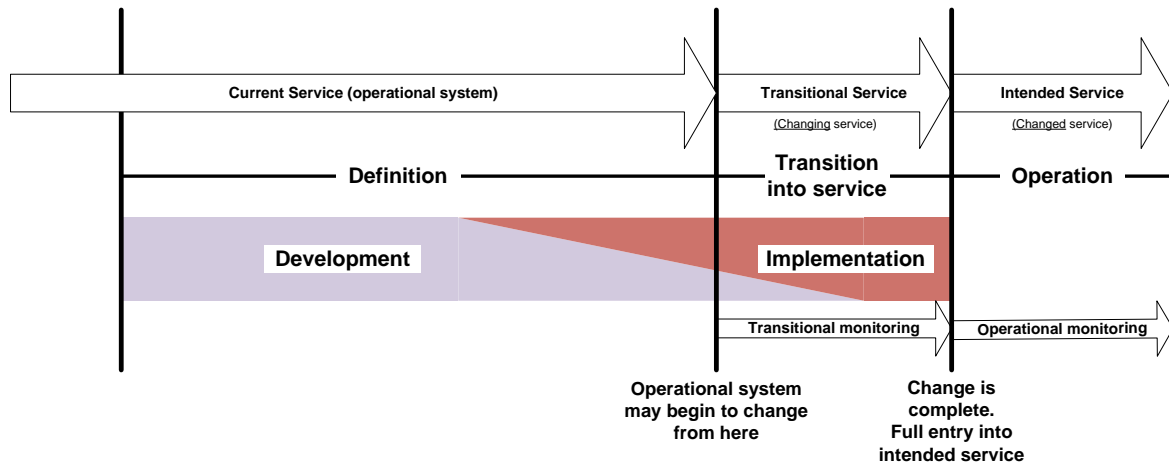 Current Service (operational system)
Transitional Service
(Changing service)
Intended Service
(Changed service)
Definition
Transition
into service
Operation
Development
Implementation
Transitional monitoring
Operational monitoring
Operational system
may begin to change
from here
Change is
complete.
Full entry into
intended service